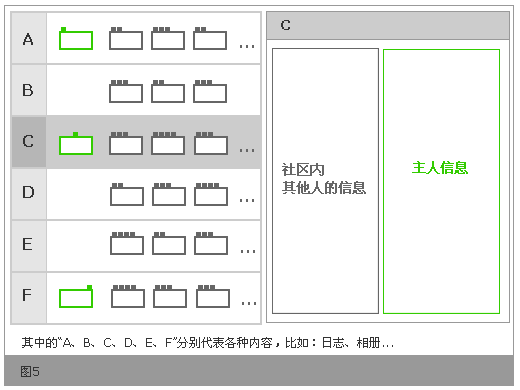 A
...
B
C
...
D
...
E
...
F
...
C
社区内
其他人的信息
主人信息
其中的“A、B、C、D、E、F”分别代表各种内容，比如：日志、相册...
图5